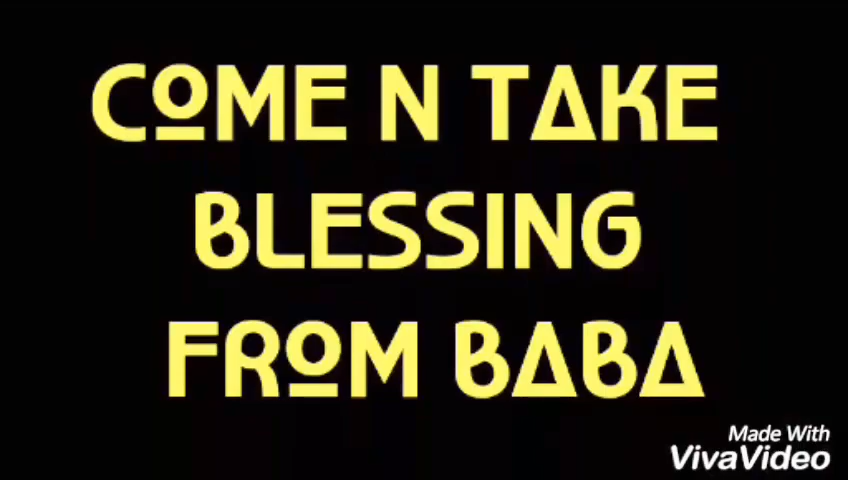 COME N TAKE
BLESSING
FROM BABA
Made With
VivaVideo